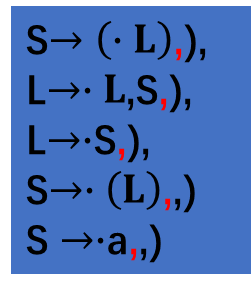 S→ (· L),),
L→· L,S,),
L→·S,),
S→· (L),,)
S →·a,,)